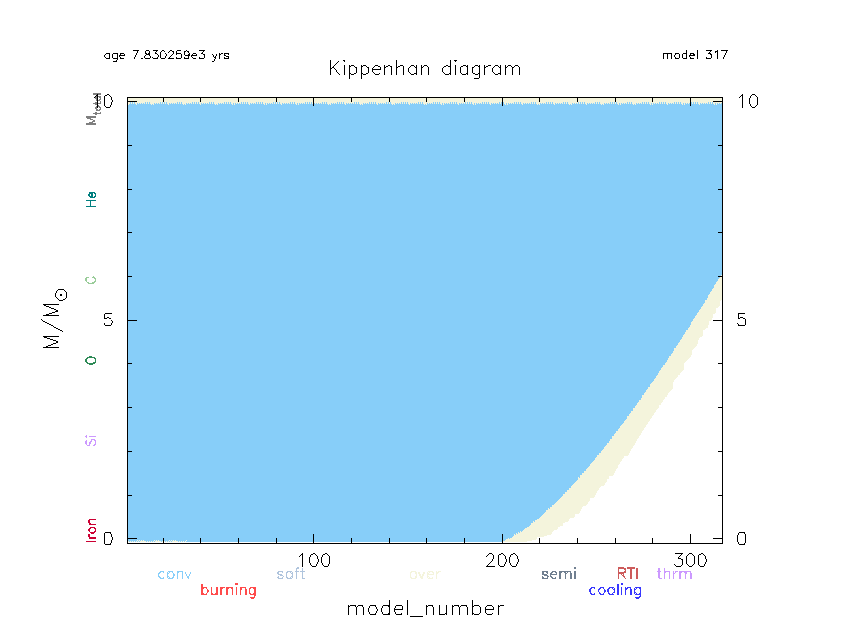 age 7.830259e3 yrs
model 317
Kippenhan diagram
M_total
10
10
He
C
M/M⊙
5
5
O
Si
Iron
0
0
100
200
300
conv
soft
over
semi
RTI
thrm
burning
cooling
model_number